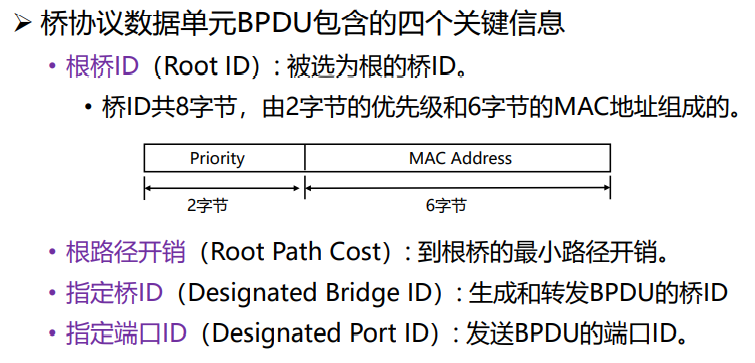 ➢ 桥协议数据单元BPDU包含的四个关键信息
• 根桥ID（Root ID）: 被选为根的桥ID。
• 桥ID共8字节，由2字节的优先级和6字节的MAC地址组成的。
Priority MAC Address
2字节 6字节
• 根路径开销（Root Path Cost）: 到根桥的最小路径开销。
• 指定桥ID（Designated Bridge ID）: 生成和转发BPDU的桥ID
• 指定端口ID（Designated Port ID）: 发送BPDU的端口ID。